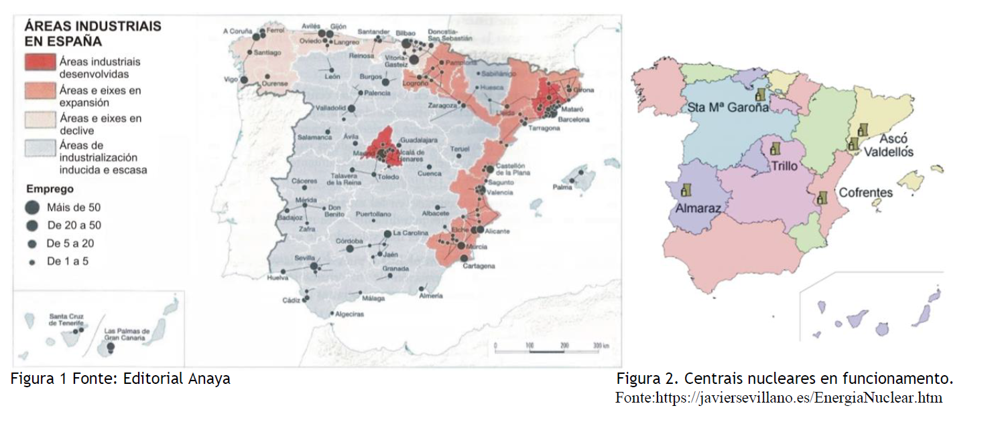 ÁREAS INDUSTRIAIS
EN ESPAÑA
Áreas industriais
desenvolvidas
Áreas e eixes en
expansión
Áreas e eixes en
declive
Áreas de
industrialización
inducida e escasa
Emprego
Máis de 50
De 20 a 50
De 5 a 20
De 1 a 5
A Coruña
Ferrol
Santiago
Vigo
Ourense
Avilés
Gijón
Oviedo
Langreo
Santander
Reinosa
Bilbao
Donostia-
San Sebastián
Vitoria-
Gasteiz
Pamplona
Logroño
León
Burgos
Palencia
Valladolid
Sabiñánigo
Huesca
Zaragoza
Lleida
Girona
Mataró
Barcelona
Tarragona
Salamanca
Ávila
Madrid
Guadalajara
Alcalá de
Henares
Teruel
Talavera
de la Reina
Toledo
Cuenca
Castellón
de la Plana
Sagunto
Valencia
Palma
Cáceres
Mérida
Badajoz
Don
Benito
Zafra
Puertollano
Albacete
Elche
Alicante
Murcia
Cartagena
La Carolina
Córdoba
Jaén
Sevilla
Huelva
Granada
Cádiz
Málaga
Almería
Algeciras
Santa Cruz
de Tenerife
Las Palmas de
Gran Canaria
0 100 200 300 km
Sta Mª Garoña
Ascó
Valdellós
Trillo
Cofrentes
Almaraz
Figura 1 Fonte: Editorial Anaya
Figura 2. Centrais nucleares en funcionamento.
Fonte:https://javiersevillano.es/EnergiaNuclear.htm